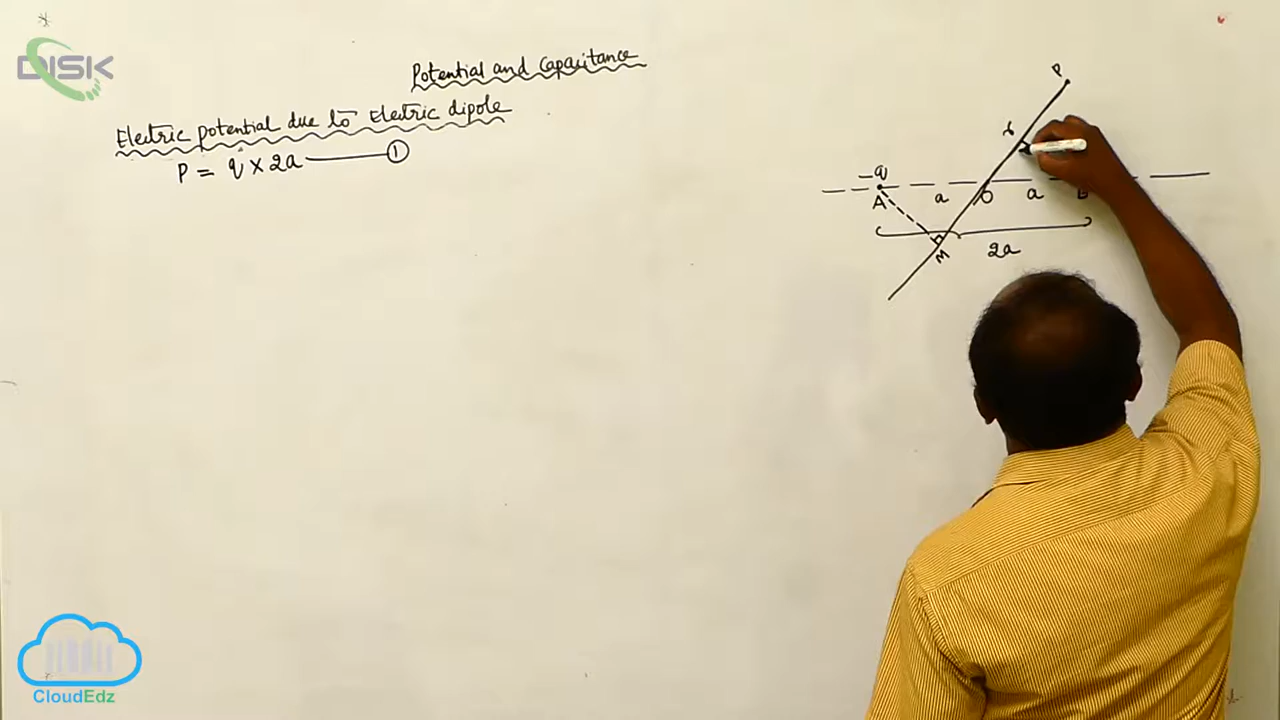 DISK
Potential and Capacitance
Electric potential due to Electric dipole
P = q × 2a ——— ①
P
r
-q
A
a
O
a
M
2a
CloudEdz